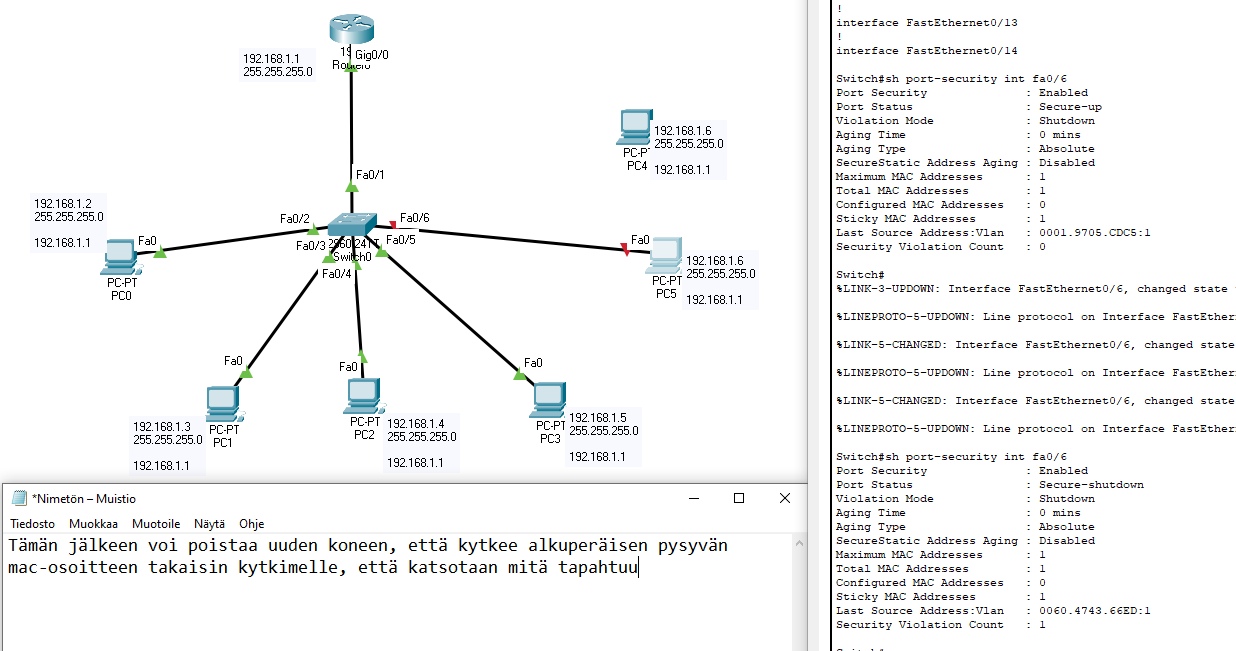 Gig0/0
192.168.1.1
255.255.255.0
192.168.1.6
255.255.255.0
192.168.1.1
PC4
Fa0/1
192.168.1.2
255.255.255.0
192.168.1.1
Fa0
PC-PT
PC0
Fa0/2
Fa0/6
Fa0/3
Fa0/5
Switch0
Fa0/4
Fa0
PC-PT
PC5
192.168.1.6
255.255.255.0
192.168.1.1
Fa0
PC-PT
PC1
192.168.1.3
255.255.255.0
192.168.1.1
Fa0
PC-PT
PC2
192.168.1.4
255.255.255.0
192.168.1.1
Fa0
PC-PT
PC3
192.168.1.5
255.255.255.0
192.168.1.1
*Nimetön – Muistio
Tiedosto Muokkaa Muotoile Näytä Ohje
Tämän jälkeen voi poistaa uuden koneen, että kytkee alkuperäisen pysyvän
mac-osoitteen takaisin kytkimelle, että katsotaan mitä tapahtuu
!
interface FastEthernet0/13
!
interface FastEthernet0/14
Switch#sh port-security int fa0/6
Port Security : Enabled
Port Status : Secure-up
Violation Mode : Shutdown
Aging Time : 0 mins
Aging Type : Absolute
SecureStatic Address Aging : Disabled
Maximum MAC Addresses : 1
Total MAC Addresses : 1
Configured MAC Addresses : 0
Sticky MAC Addresses : 1
Last Source Address:Vlan : 0001.9705.CDC5:1
Security Violation Count : 0
Switch#
%LINK-3-UPDOWN: Interface FastEthernet0/6, changed state
%LINEPROTO-5-UPDOWN: Line protocol on Interface FastEther
%LINK-5-CHANGED: Interface FastEthernet0/6, changed state
%LINEPROTO-5-UPDOWN: Line protocol on Interface FastEther
%LINK-5-CHANGED: Interface FastEthernet0/6, changed state
%LINEPROTO-5-UPDOWN: Line protocol on Interface FastEther
Switch#sh port-security int fa0/6
Port Security : Enabled
Port Status : Secure-shutdown
Violation Mode : Shutdown
Aging Time : 0 mins
Aging Type : Absolute
SecureStatic Address Aging : Disabled
Maximum MAC Addresses : 1
Total MAC Addresses : 1
Configured MAC Addresses : 0
Sticky MAC Addresses : 1
Last Source Address:Vlan : 0060.4743.66ED:1
Security Violation Count : 1